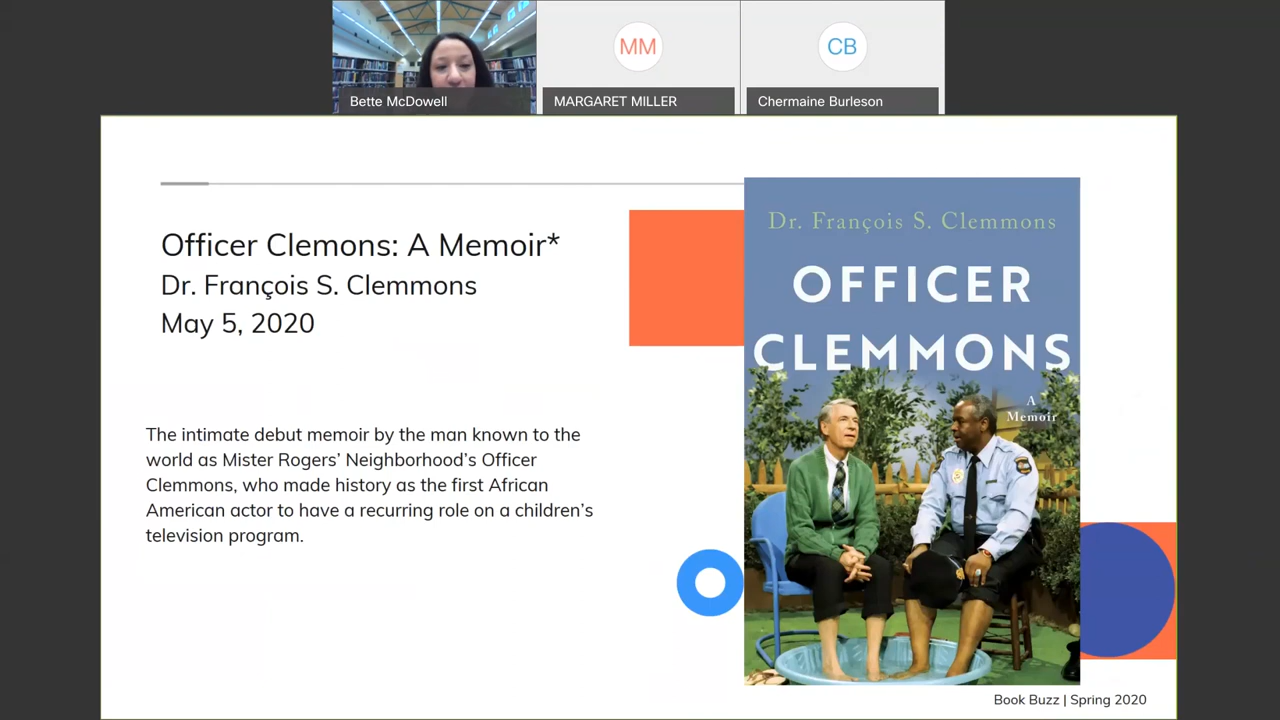 MM
CB
Bette McDowell
MARGARET MILLER
Chermaine Burleson
Officer Clemons: A Memoir*
Dr. François S. Clemmons
May 5, 2020
The intimate debut memoir by the man known to the
world as Mister Rogers’ Neighborhood’s Officer
Clemmons, who made history as the first African
American actor to have a recurring role on a children’s
television program.
Dr. François S. Clemmons
OFFICER
CLEMMONS
A
Memoir
Book Buzz | Spring 2020